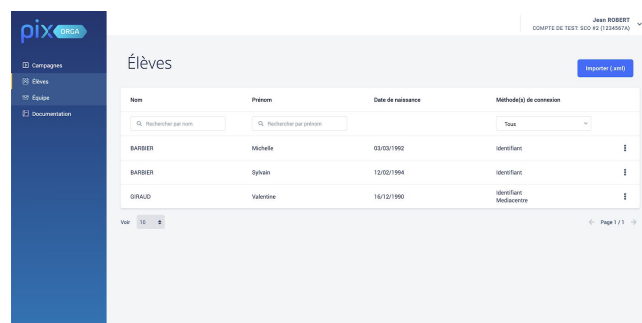 pix ORGA
Jean ROBERT
COMPTE DE TEST: SCO #2 (1234567A)
Campagnes
Élèves
Équipe
Documentation
Élèves
Importer (.xml)
Nom Prénom Date de naissance Méthode(s) de connexion
Rechercher par nom Rechercher par prénom Tous
BARBIER Michelle 03/03/1992 Identifiant
BARBIER Sylvain 12/02/1994 Identifiant
GIRAUD Valentine 16/12/1990 Identifiant
Mediacentre
Voir 10 Page 1 / 1